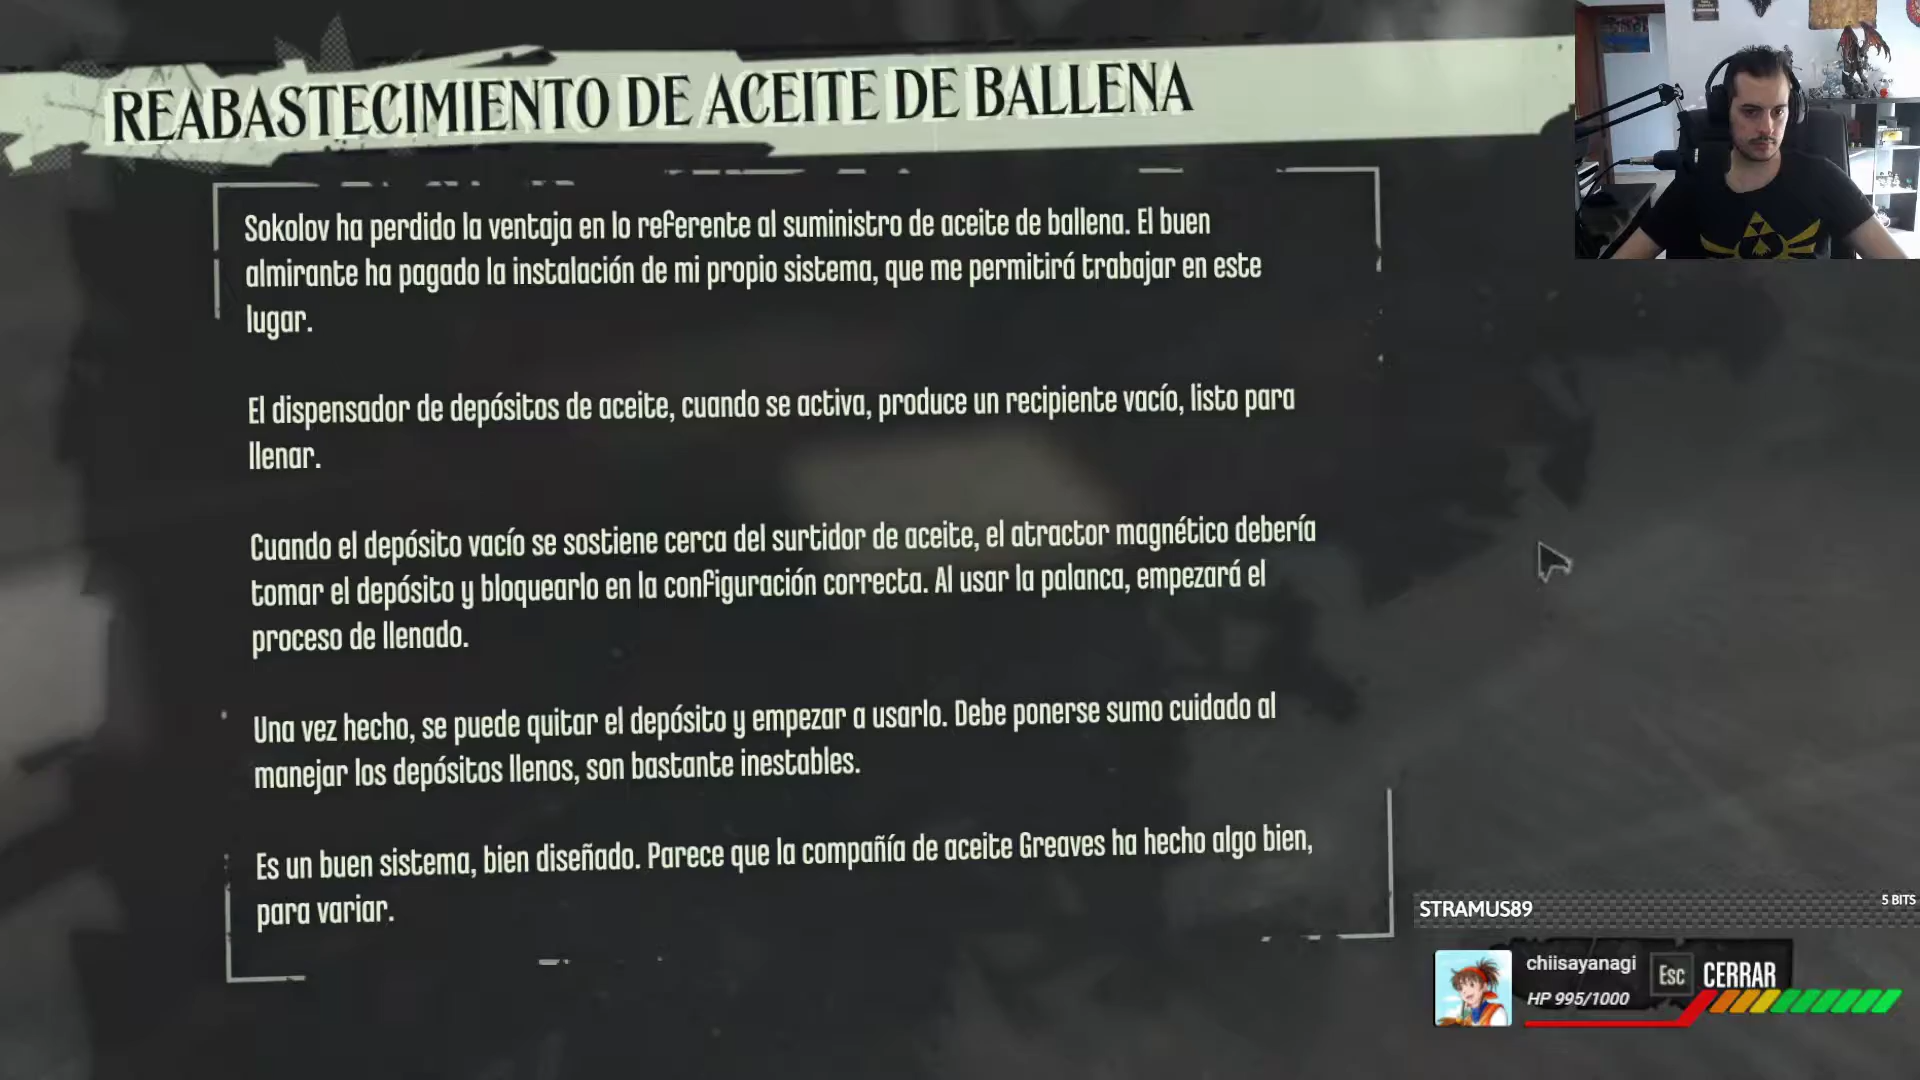 REABASTECIMIENTO DE ACEITE DE BALLENA
Sokolov ha perdido la ventaja en lo referente al suministro de aceite de ballena. El buen
almirante ha pagado la instalación de mi propio sistema, que me permitirá trabajar en este
lugar.
El dispensador de depósitos de aceite, cuando se activa, produce un recipiente vacío, listo para
llenar.
Cuando el depósito vacío se sostiene cerca del surtidor de aceite, el atractor magnético debería
tomar el depósito y bloquearlo en la configuración correcta. Al usar la palanca, empezará el
proceso de llenado.
Una vez hecho, se puede quitar el depósito y empezar a usarlo. Debe ponerse sumo cuidado al
manejar los depósitos llenos, son bastante inestables.
Es un buen sistema, bien diseñado. Parece que la compañía de aceite Greaves ha hecho algo bien,
para variar.
STRAMUS89
5 BITS
chiisayanagi
HP 995/1000
Esc CERRAR